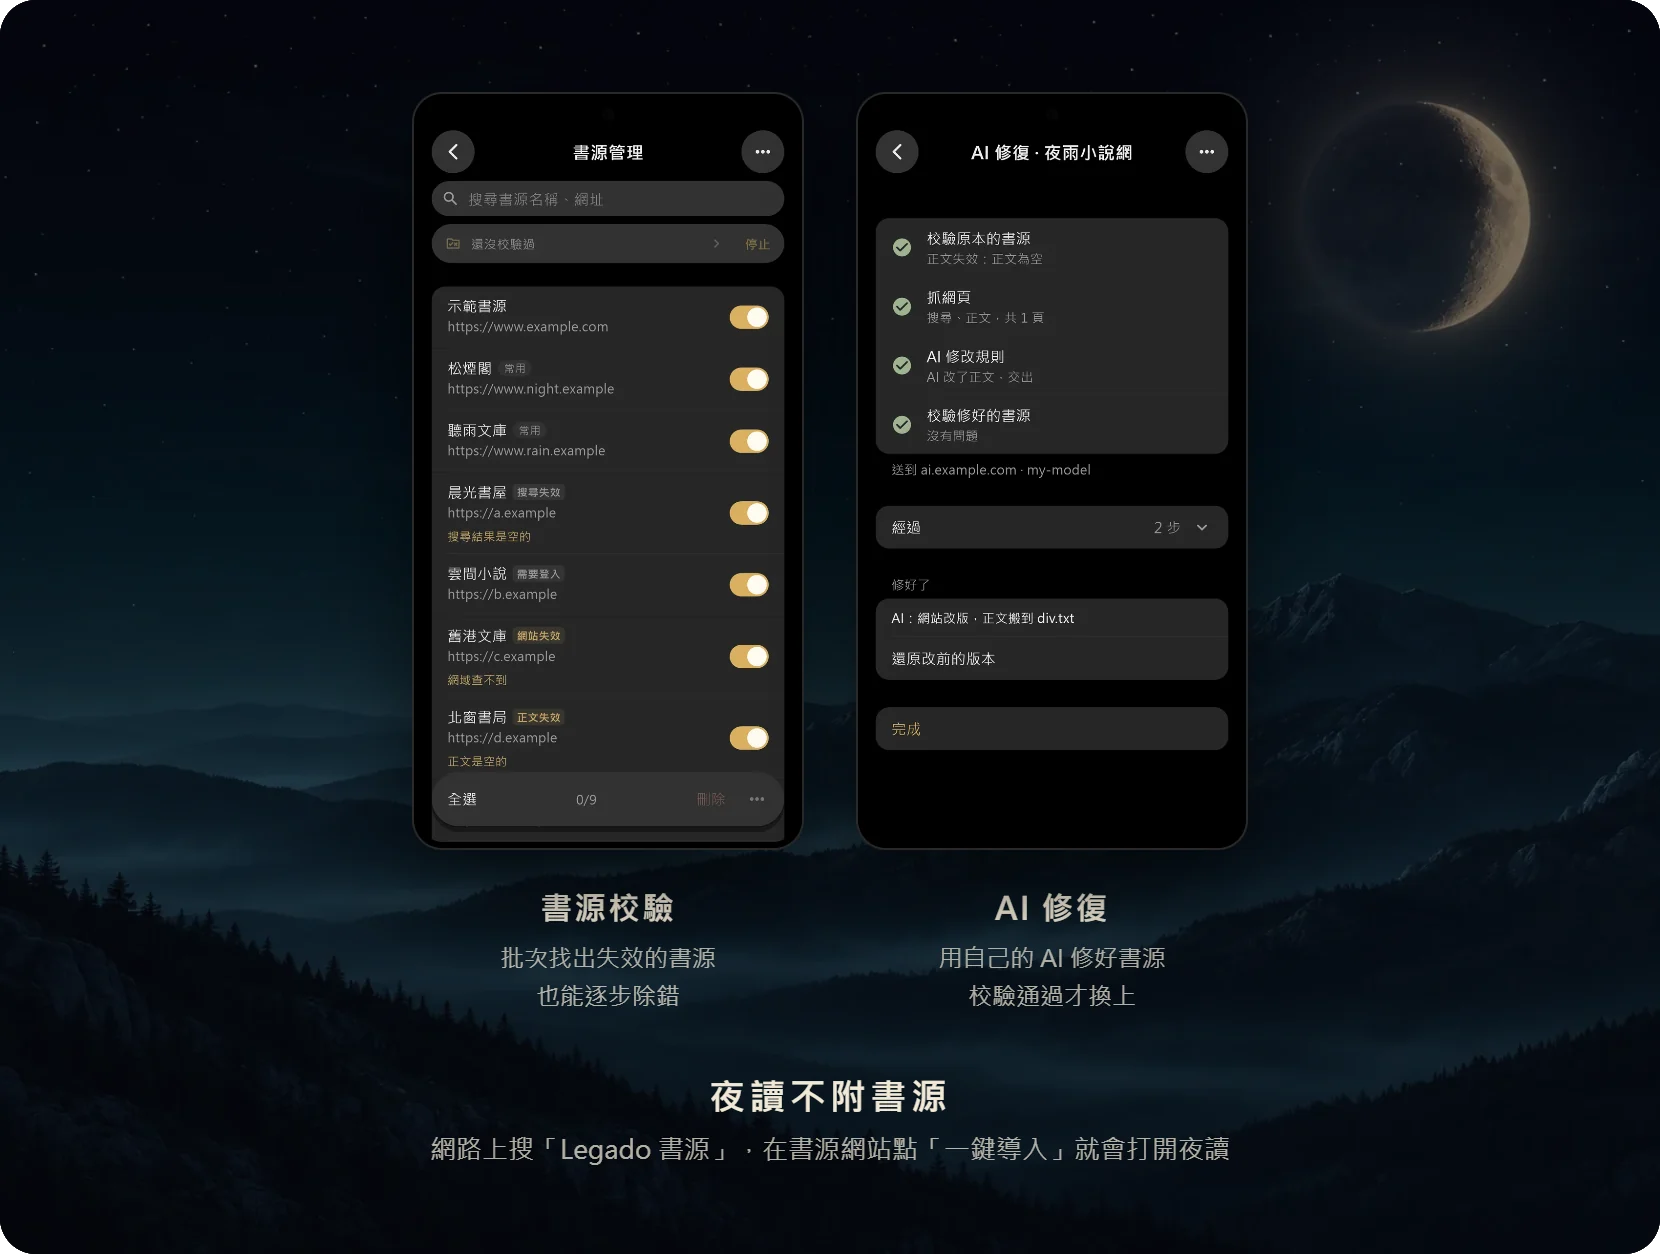 書源管理
搜尋書源名稱、網址
還沒校驗過
停止
示範書源
https://www.example.com
松煙閣 常用
https://www.night.example
聽雨文庫 常用
https://www.rain.example
晨光書屋 搜尋失效
https://a.example
搜尋結果是空的
雲間小說 需要登入
https://b.example
舊港文庫 網站失效
https://c.example
網域查不到
北窗書局 正文失效
https://d.example
正文是空的
全選 0/9 刪除
AI 修復 · 夜雨小說網
校驗原本的書源
正文失效：正文為空
抓網頁
搜尋、正文，共 1 頁
AI 修改規則
AI 改了正文，交出
校驗修好的書源
沒有問題
送到 ai.example.com · my-model
經過 2 步
修好了
AI：網站改版，正文搬到 div.txt
還原改前的版本
完成
書源校驗
批次找出失效的書源
也能逐步除錯
AI 修復
用自己的 AI 修好書源
校驗通過才換上
夜讀不附書源
網路上搜「Legado 書源」，在書源網站點「一鍵導入」就會打開夜讀